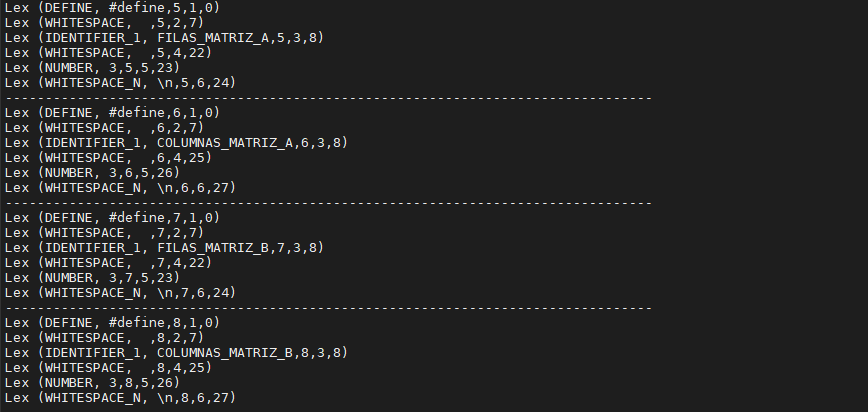 Lex (DEFINE, #define,5,1,0)
Lex (WHITESPACE,  ,5,2,7)
Lex (IDENTIFIER_1, FILAS_MATRIZ_A,5,3,8)
Lex (WHITESPACE,  ,5,4,22)
Lex (NUMBER, 3,5,5,23)
Lex (WHITESPACE_N, \n,5,6,24)
--------------------------------------------------------------------------------
Lex (DEFINE, #define,6,1,0)
Lex (WHITESPACE,  ,6,2,7)
Lex (IDENTIFIER_1, COLUMNAS_MATRIZ_A,6,3,8)
Lex (WHITESPACE,  ,6,4,25)
Lex (NUMBER, 3,6,5,26)
Lex (WHITESPACE_N, \n,6,6,27)
--------------------------------------------------------------------------------
Lex (DEFINE, #define,7,1,0)
Lex (WHITESPACE,  ,7,2,7)
Lex (IDENTIFIER_1, FILAS_MATRIZ_B,7,3,8)
Lex (WHITESPACE,  ,7,4,22)
Lex (NUMBER, 3,7,5,23)
Lex (WHITESPACE_N, \n,7,6,24)
--------------------------------------------------------------------------------
Lex (DEFINE, #define,8,1,0)
Lex (WHITESPACE,  ,8,2,7)
Lex (IDENTIFIER_1, COLUMNAS_MATRIZ_B,8,3,8)
Lex (WHITESPACE,  ,8,4,25)
Lex (NUMBER, 3,8,5,26)
Lex (WHITESPACE_N, \n,8,6,27)